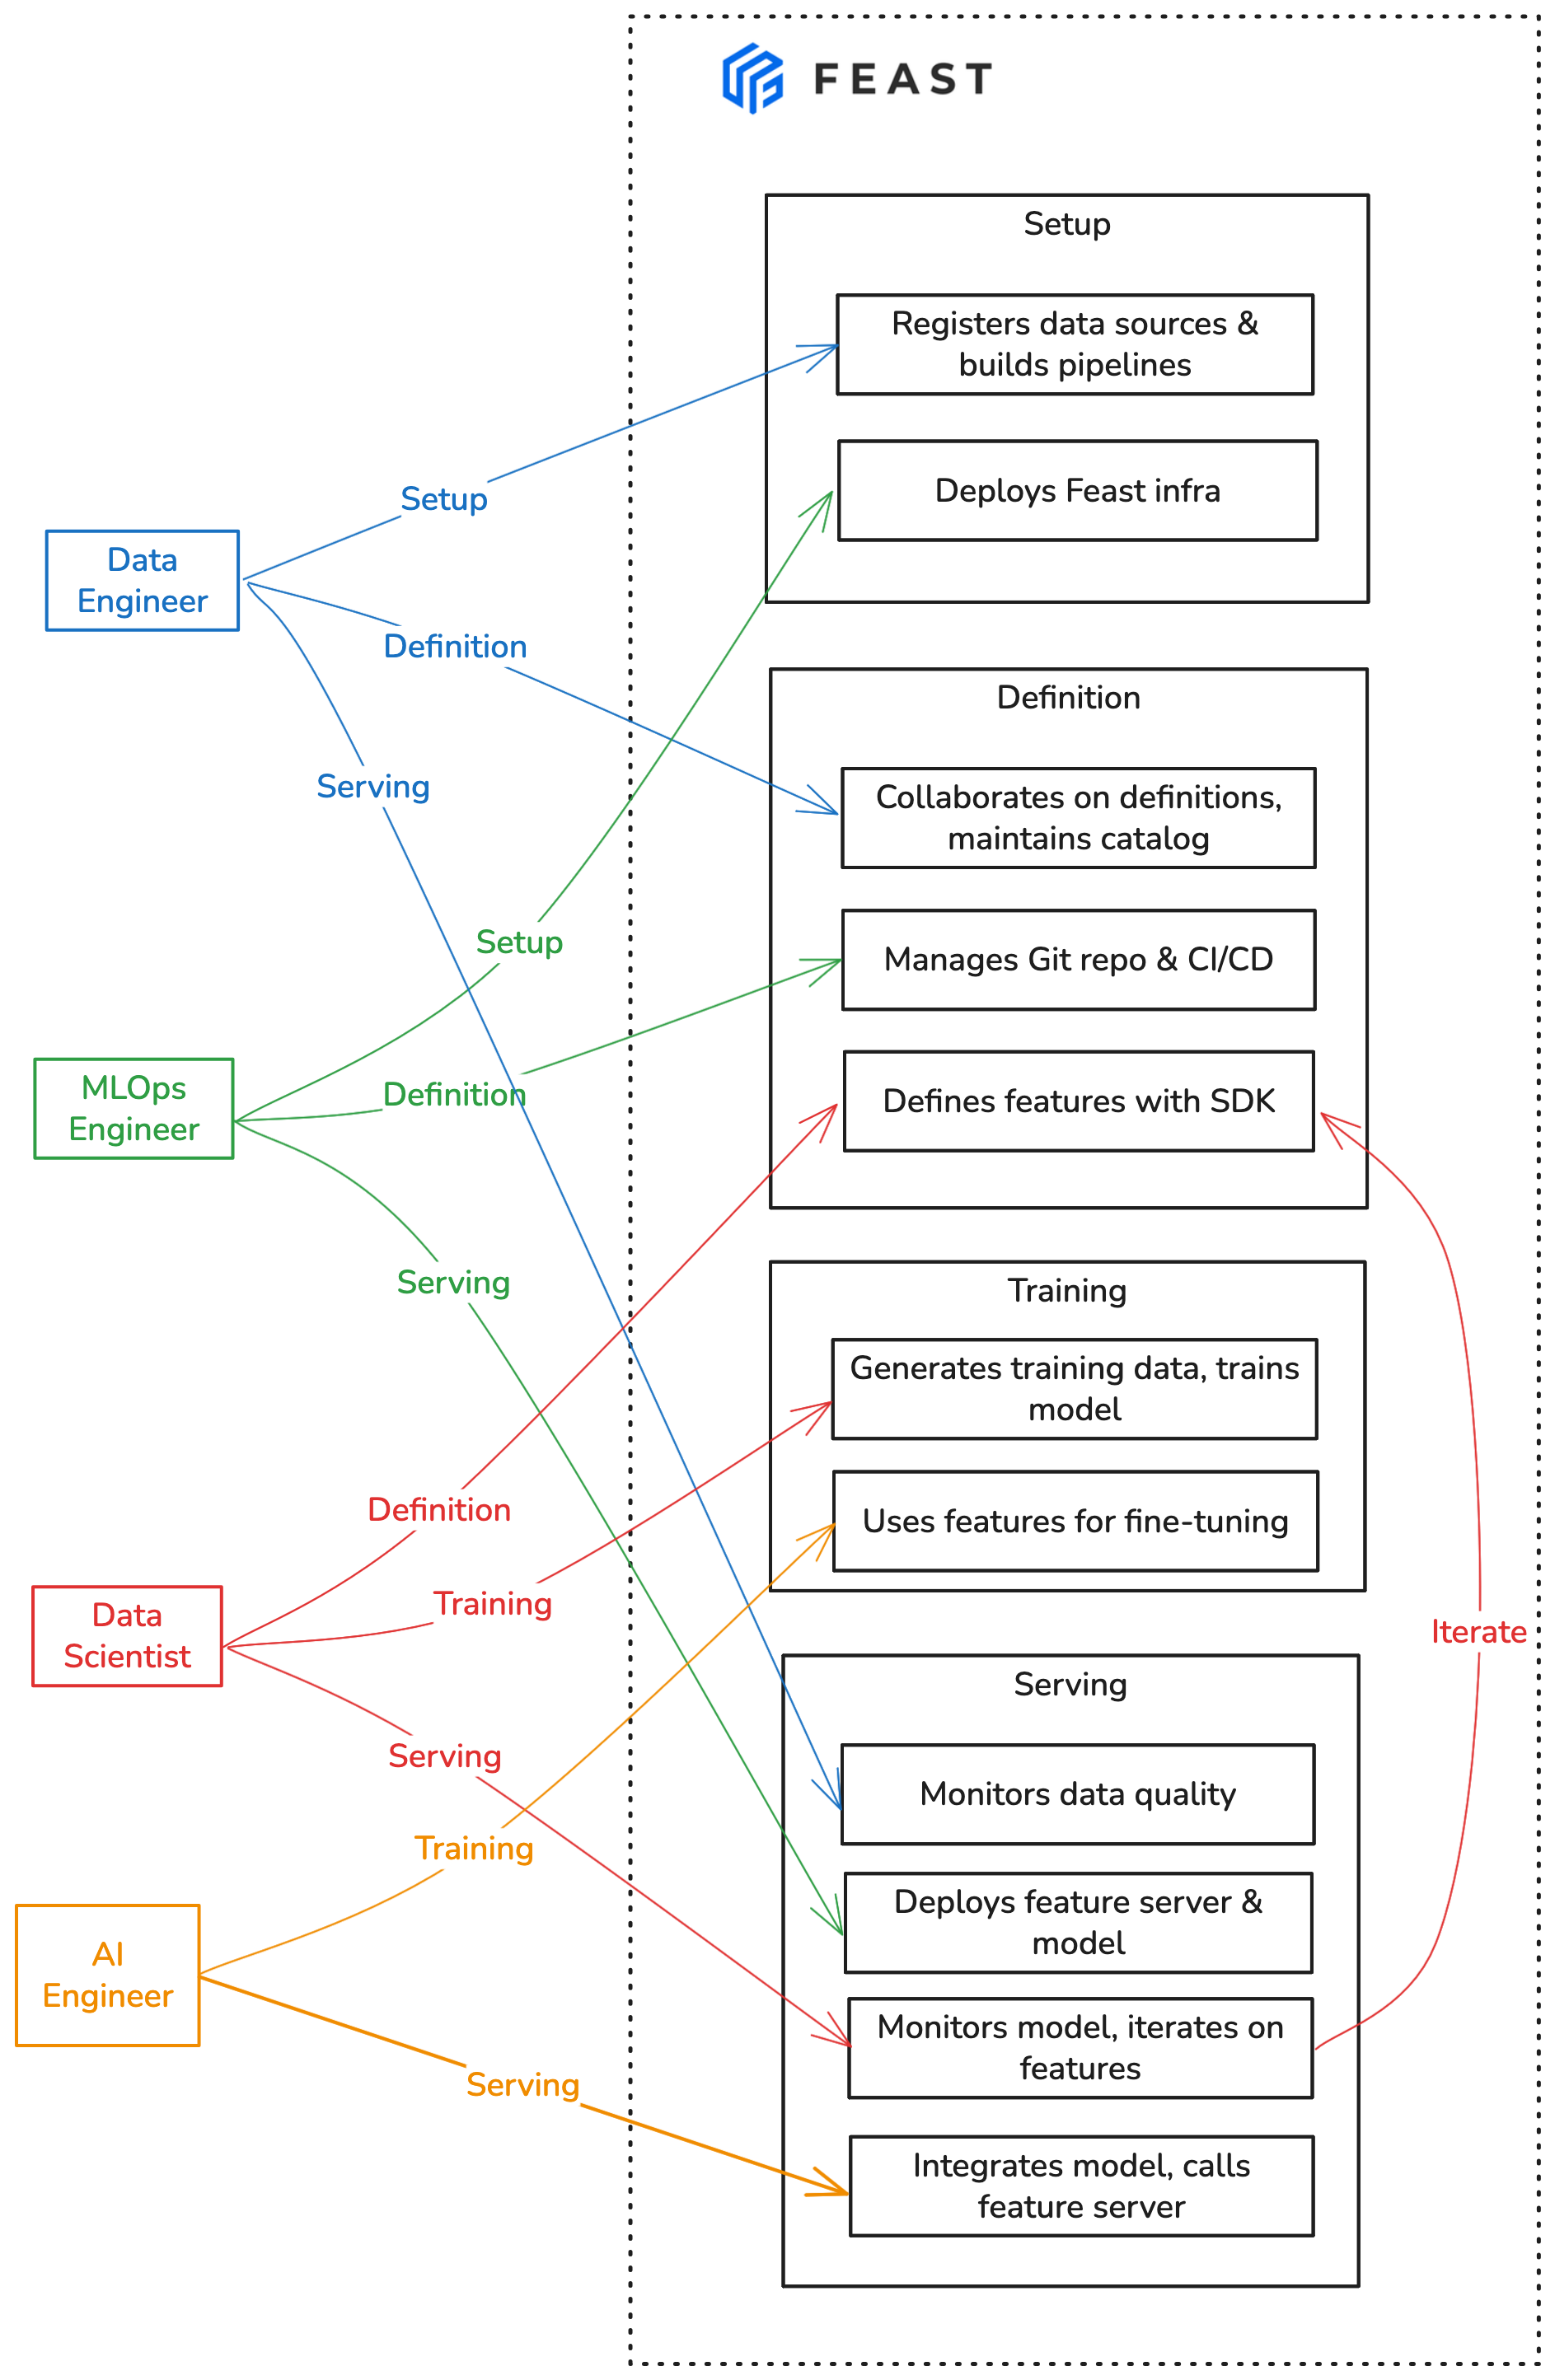 FEAST
Setup
Registers data sources &
builds pipelines
Deploys Feast infra
Setup
Data
Engineer
Definition
Serving
Definition
Collaborates on definitions,
maintains catalog
Manages Git repo & CI/CD
Defines features with SDK
Setup
MLOps
Engineer
Definition
Serving
Training
Generates training data, trains
model
Uses features for fine-tuning
Definition
Data
Scientist
Training
Serving
Iterate
Serving
Monitors data quality
Deploys feature server &
model
Monitors model, iterates on
features
Integrates model, calls
feature server
Training
AI
Engineer
Serving